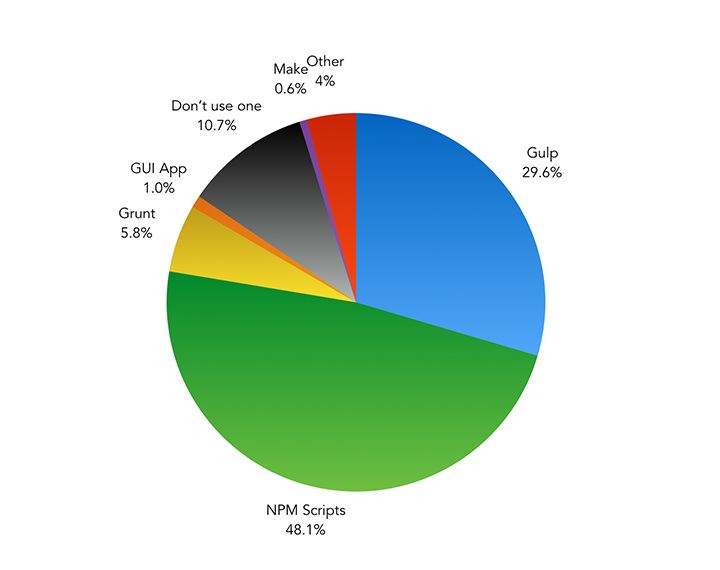 Other
4%
Make
0.6%
Don’t use one
10.7%
Gulp
29.6%
GUI App
1.0%
Grunt
5.8%
NPM Scripts
48.1%